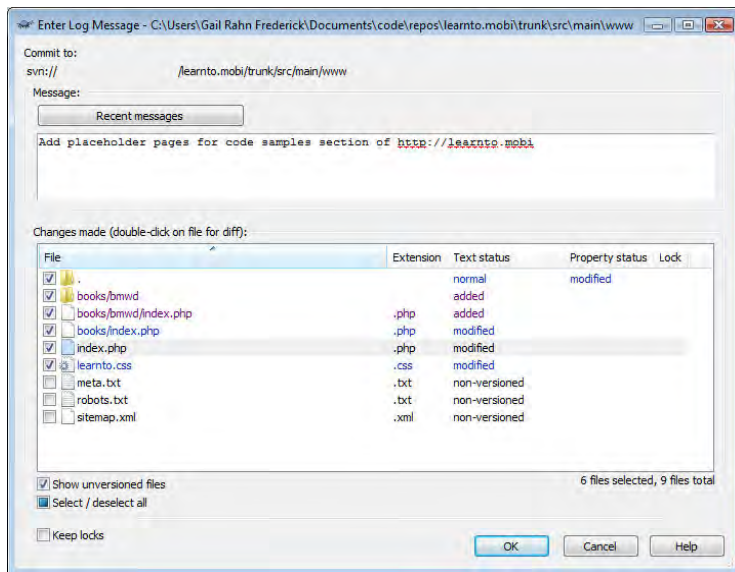 Enter Log Message - C:\Users\Gail Rahn Frederick\Documents\code\repos\learnto.mobi\trunk\src\main\www
Commit to:
svn:// /learnto.mobi/trunk/src/main/www
Message:
Recent messages
Add placeholder pages for code samples section of http://learnto.mobi
Changes made (double-click on file for diff):
File Extension Text status Property status Lock
. normal modified
books/bmwd added
books/bmwd/index.php .php added
books/index.php .php modified
index.php .php modified
learnto.css .css modified
meta.txt .txt non-versioned
robots.txt .txt non-versioned
sitemap.xml .xml non-versioned
Show unversioned files 6 files selected, 9 files total
Select / deselect all
Keep locks
OK Cancel Help